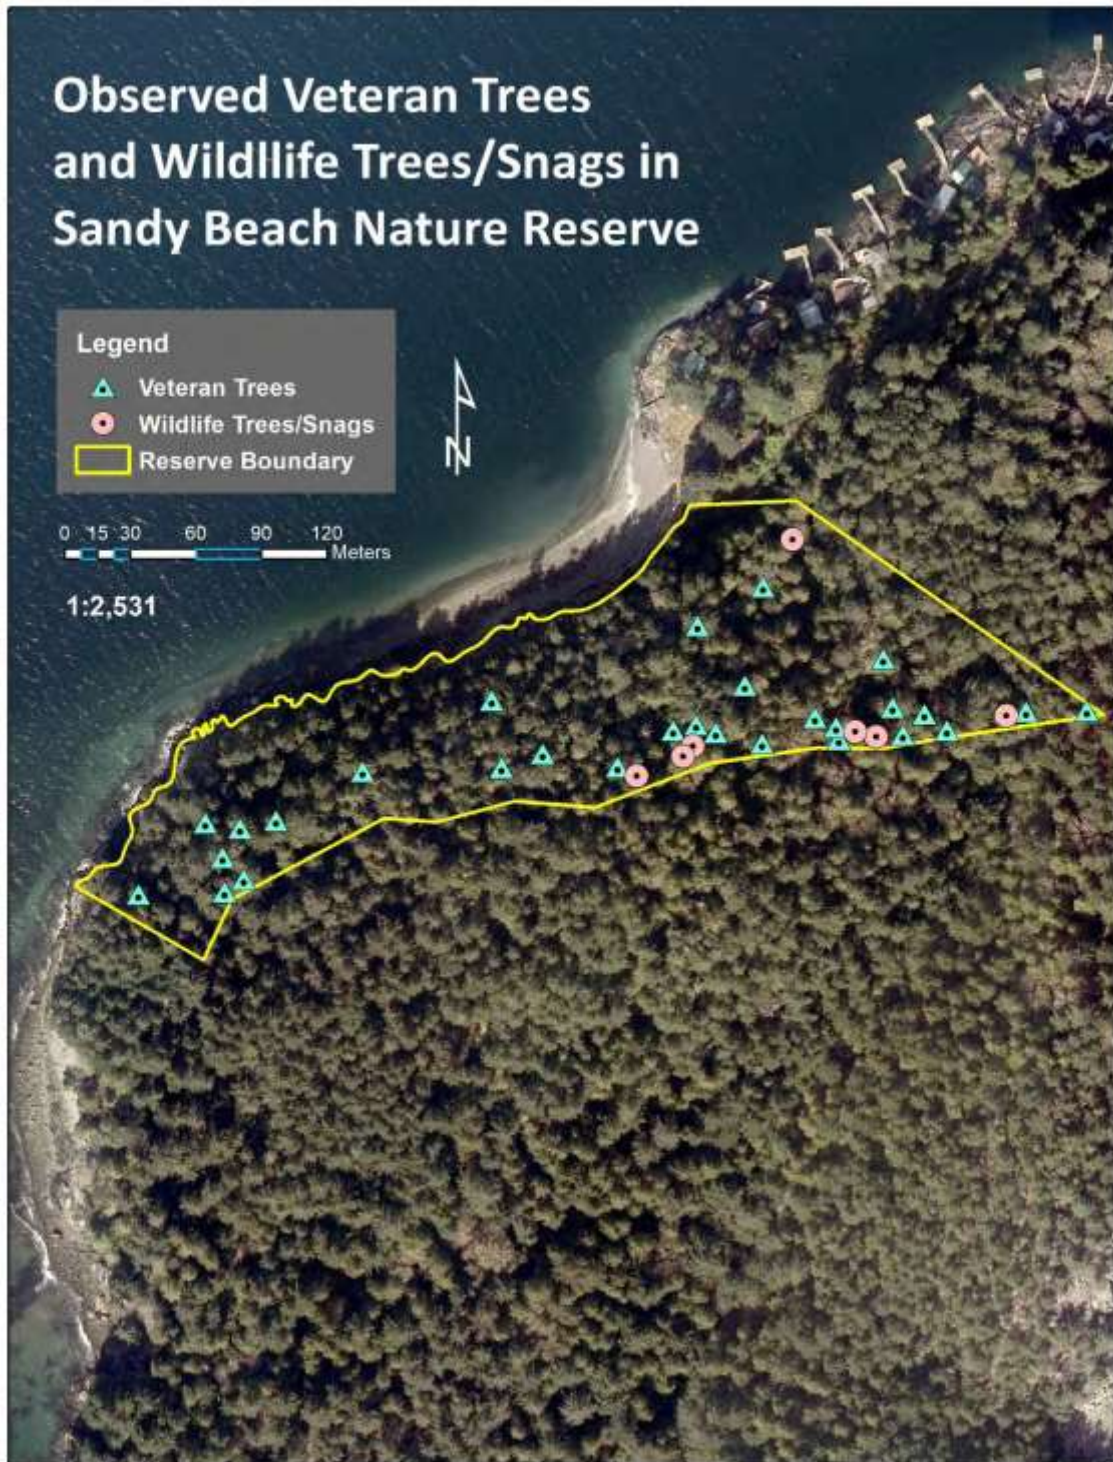 Observed Veteran Trees
and Wildllife Trees/Snags in
Sandy Beach Nature Reserve
Legend
Veteran Trees
Wildlife Trees/Snags
Reserve Boundary
N
0 15 30 60 90 120
Meters
1:2,531